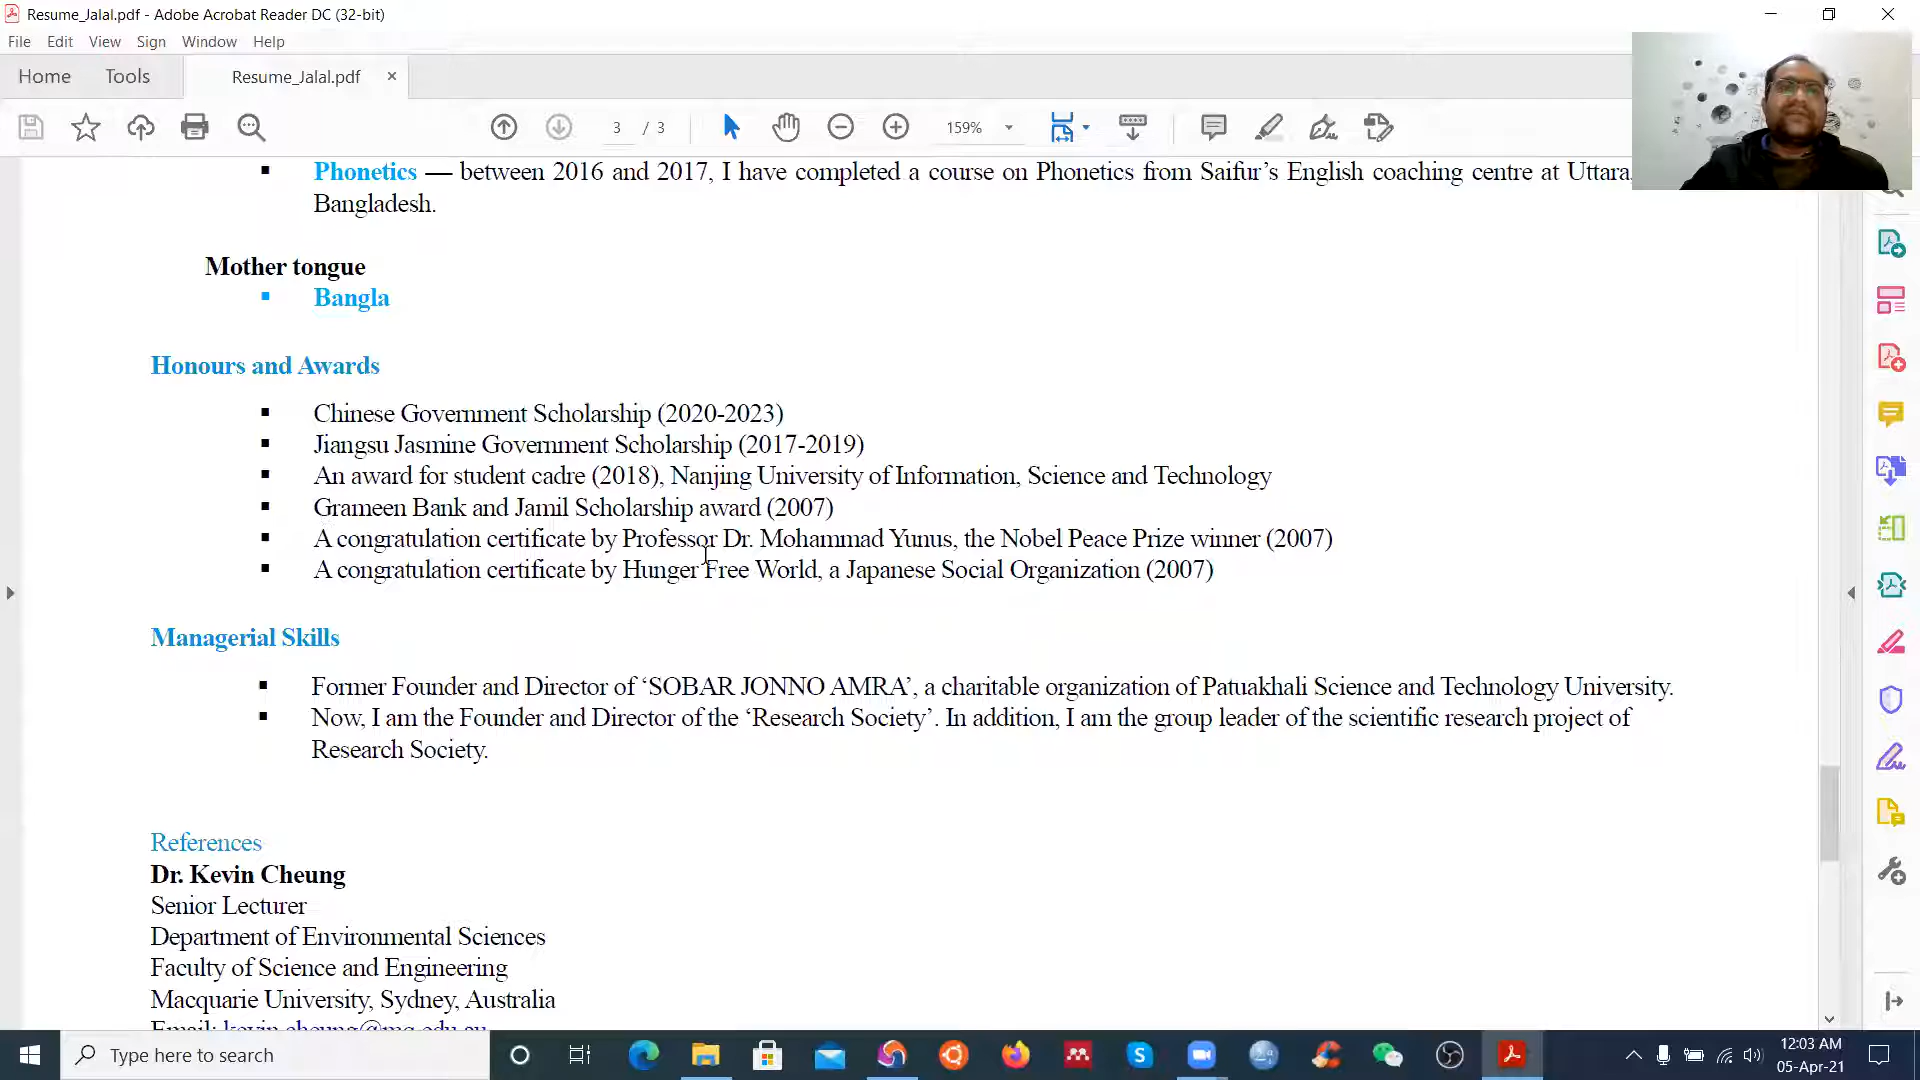 Resume_Jalal.pdf - Adobe Acrobat Reader DC (32-bit)
File Edit View Sign Window Help
Home Tools Resume_Jalal.pdf ×
3 / 3 159%
▪ Phonetics — between 2016 and 2017, I have completed a course on Phonetics from Saifur’s English coaching centre at Uttara,
Bangladesh.
Mother tongue
▪ Bangla
Honours and Awards
▪ Chinese Government Scholarship (2020-2023)
▪ Jiangsu Jasmine Government Scholarship (2017-2019)
▪ An award for student cadre (2018), Nanjing University of Information, Science and Technology
▪ Grameen Bank and Jamil Scholarship award (2007)
▪ A congratulation certificate by Professor Dr. Mohammad Yunus, the Nobel Peace Prize winner (2007)
▪ A congratulation certificate by Hunger Free World, a Japanese Social Organization (2007)
Managerial Skills
▪ Former Founder and Director of ‘SOBAR JONNO AMRA’, a charitable organization of Patuakhali Science and Technology University.
▪ Now, I am the Founder and Director of the ‘Research Society’. In addition, I am the group leader of the scientific research project of
Research Society.
References
Dr. Kevin Cheung
Senior Lecturer
Department of Environmental Sciences
Faculty of Science and Engineering
Macquarie University, Sydney, Australia
Email: kevin.cheung@mq.edu.au
Type here to search
12:03 AM
05-Apr-21